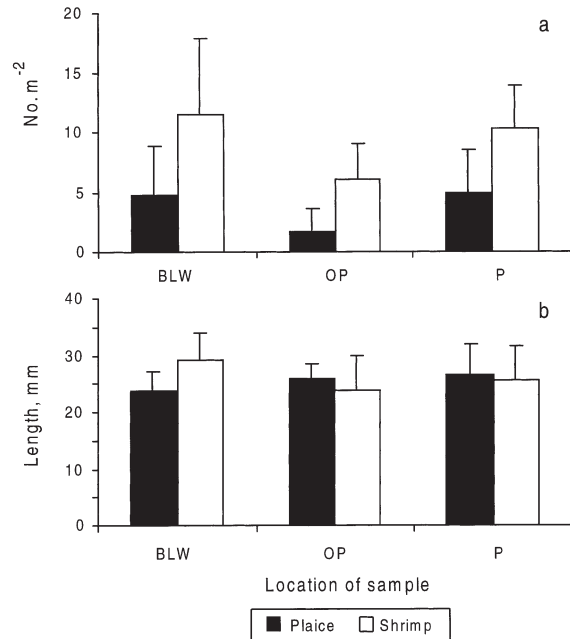 a
No.m⁻²
20
15
10
5
0
BLW OP P
b
Length, mm
40
30
20
10
0
BLW OP P
Location of sample
Plaice Shrimp